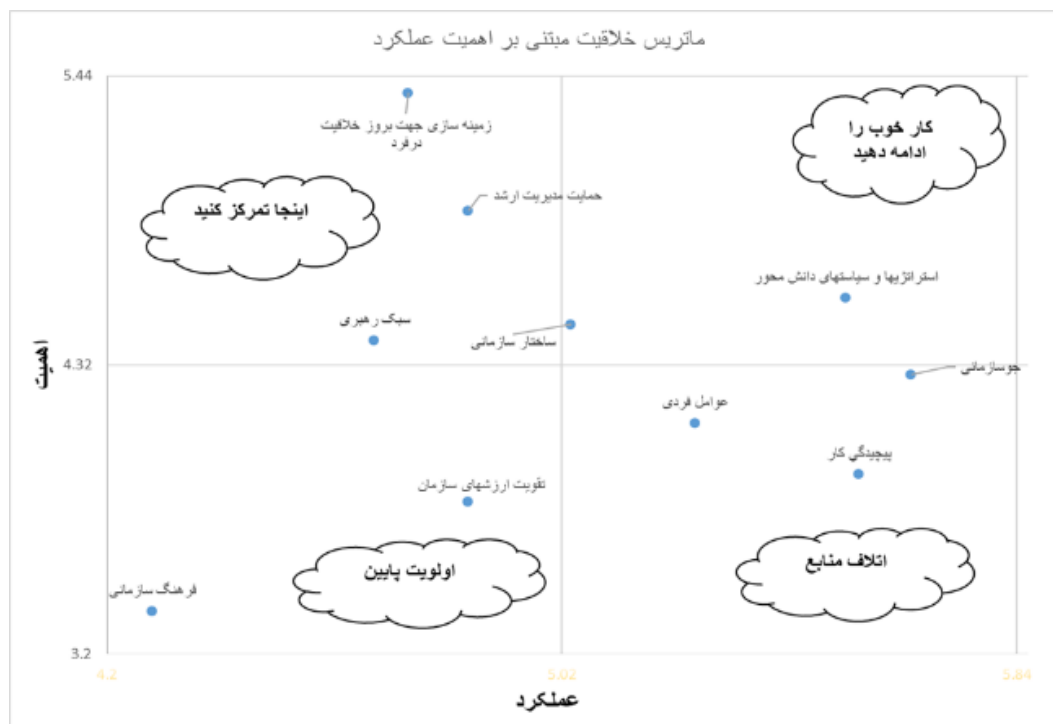 ماتریس خلاقیت مبتنی بر اهمیت عملکرد
5.44
زمینه سازی جهت بروز خلاقیت
درفرد
کار خوب را
ادامه دهید
حمایت مدیریت ارشد
اینجا تمرکز کنید
استراتژیها و سیاستهای دانش محور
سبک رهبری
ساختار سازمانی
4.32
اهمیت
جوسازمانی
عوامل فردی
پیچیدگي کار
تقویت ارزشهای سازمان
اولویت پایین
اتلاف منابع
فرهنگ سازمانی
3.2
4.2
5.02
5.84
عملکرد